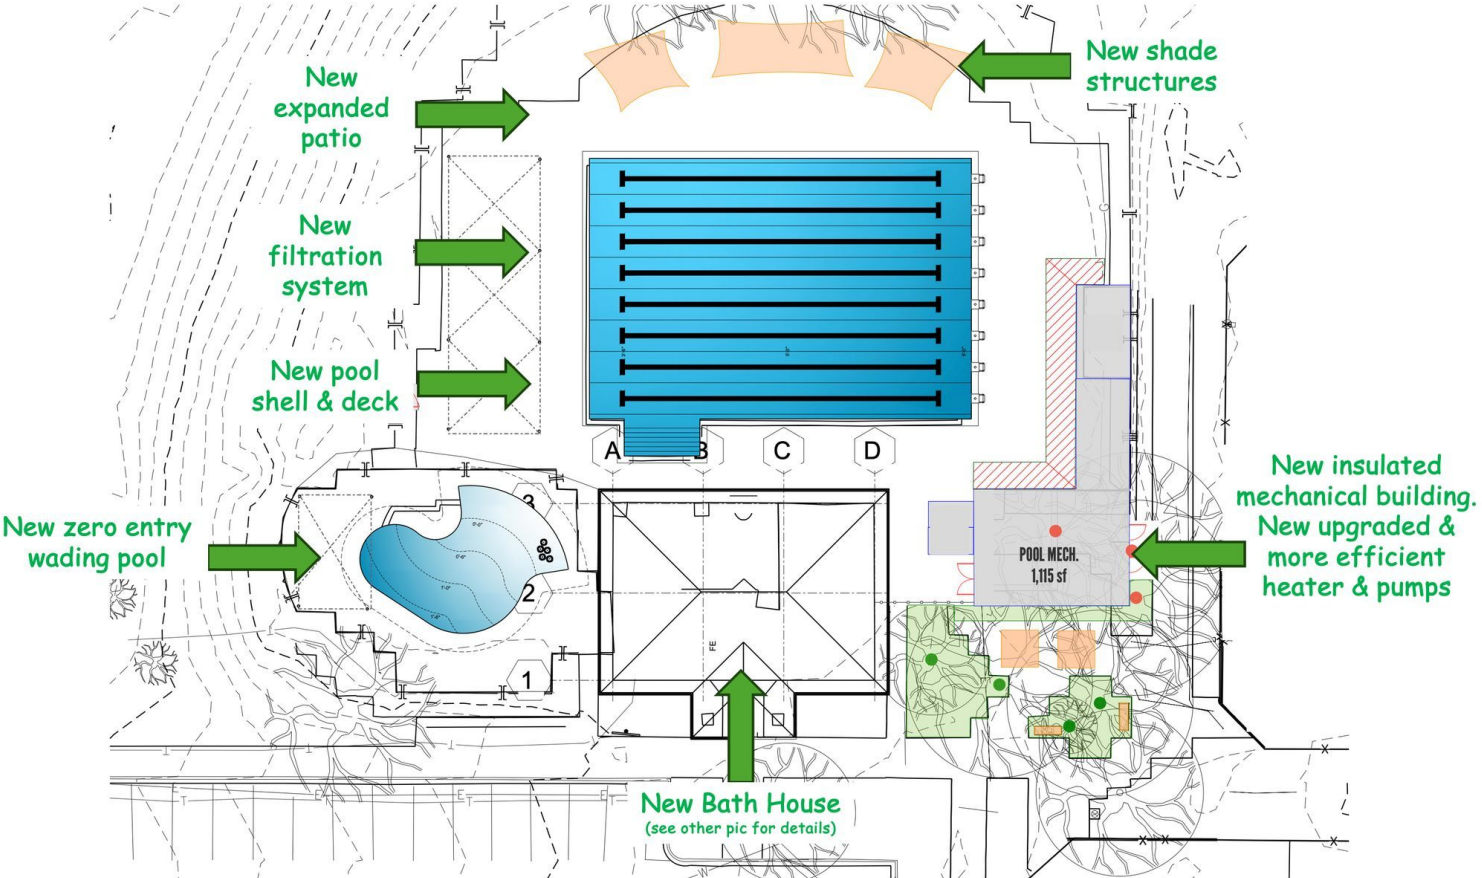 New shade
structures
New
expanded
patio
New
filtration
system
New pool
shell & deck
A
B
C
D
New insulated
mechanical building.
New upgraded &
more efficient
heater & pumps
New zero entry
wading pool
3
2
1
POOL MECH.
1,115 sf
FE
New Bath House
(see other pic for details)